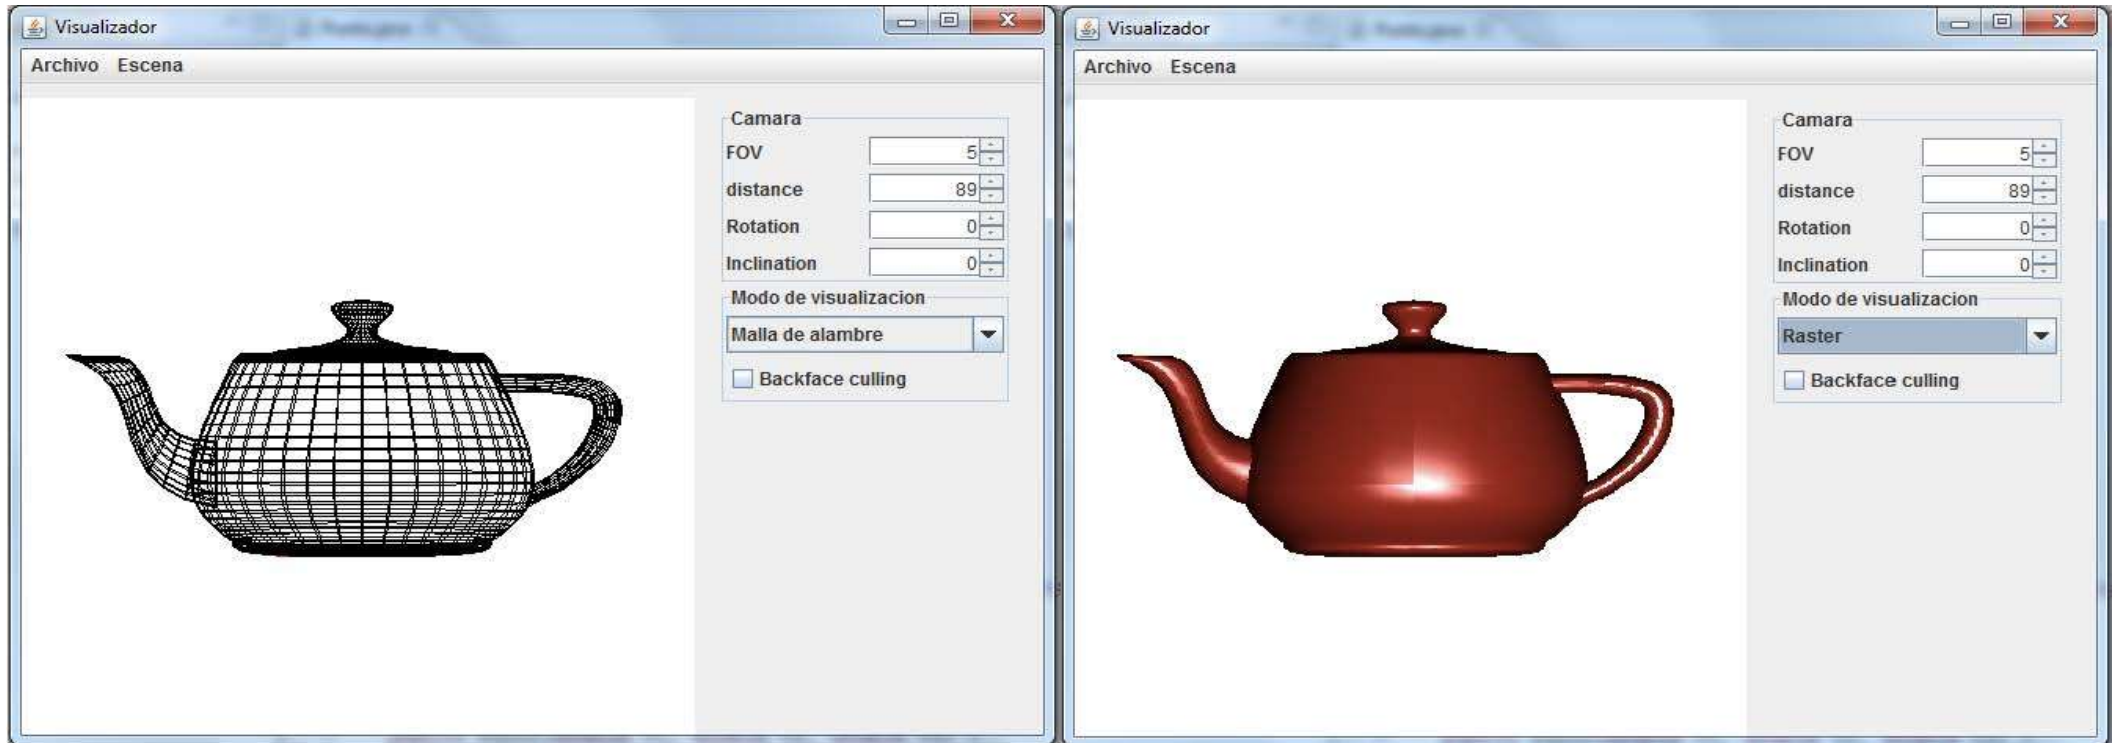 Visualizador
Archivo Escena
Camara
FOV 5
distance 89
Rotation 0
Inclination 0
Modo de visualizacion
Malla de alambre
Backface culling
Visualizador
Archivo Escena
Camara
FOV 5
distance 89
Rotation 0
Inclination 0
Modo de visualizacion
Raster
Backface culling